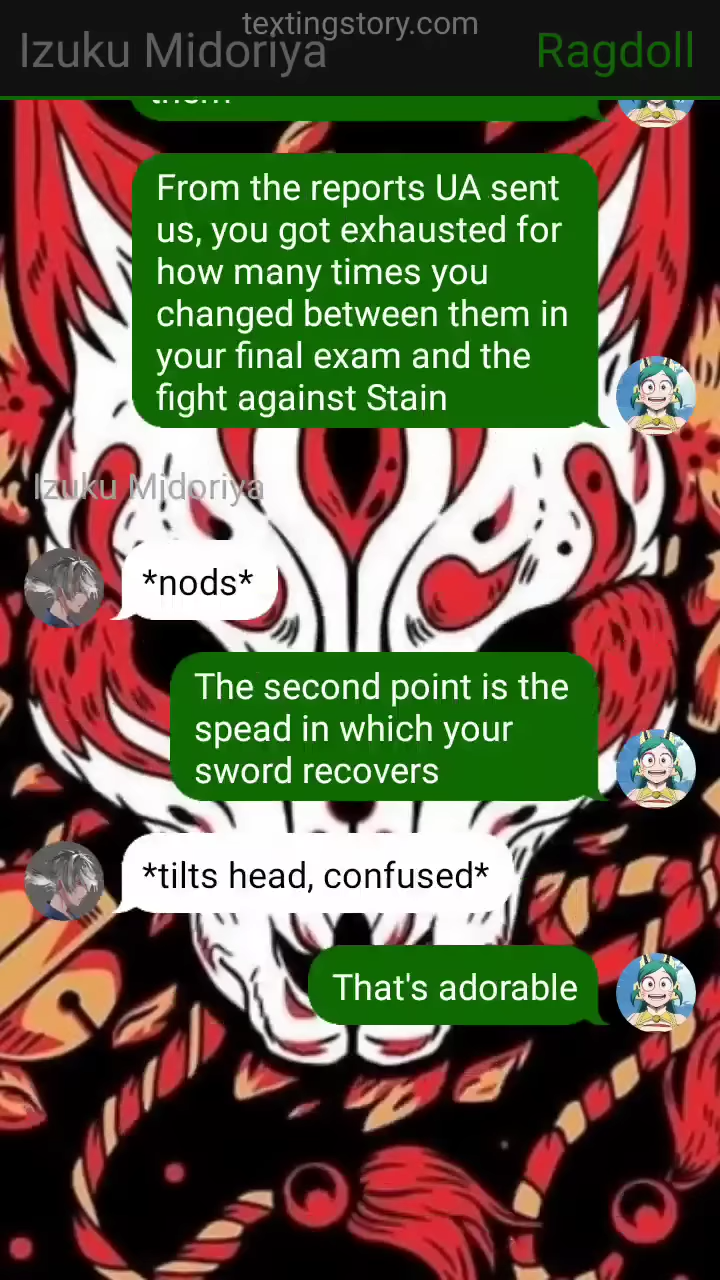 textingstory.com
Izuku Midoriya
Ragdoll
them
From the reports UA sent
us, you got exhausted for
how many times you
changed between them in
your final exam and the
fight against Stain
Izuku Midoriya
*nods*
The second point is the
spead in which your
sword recovers
*tilts head, confused*
That's adorable